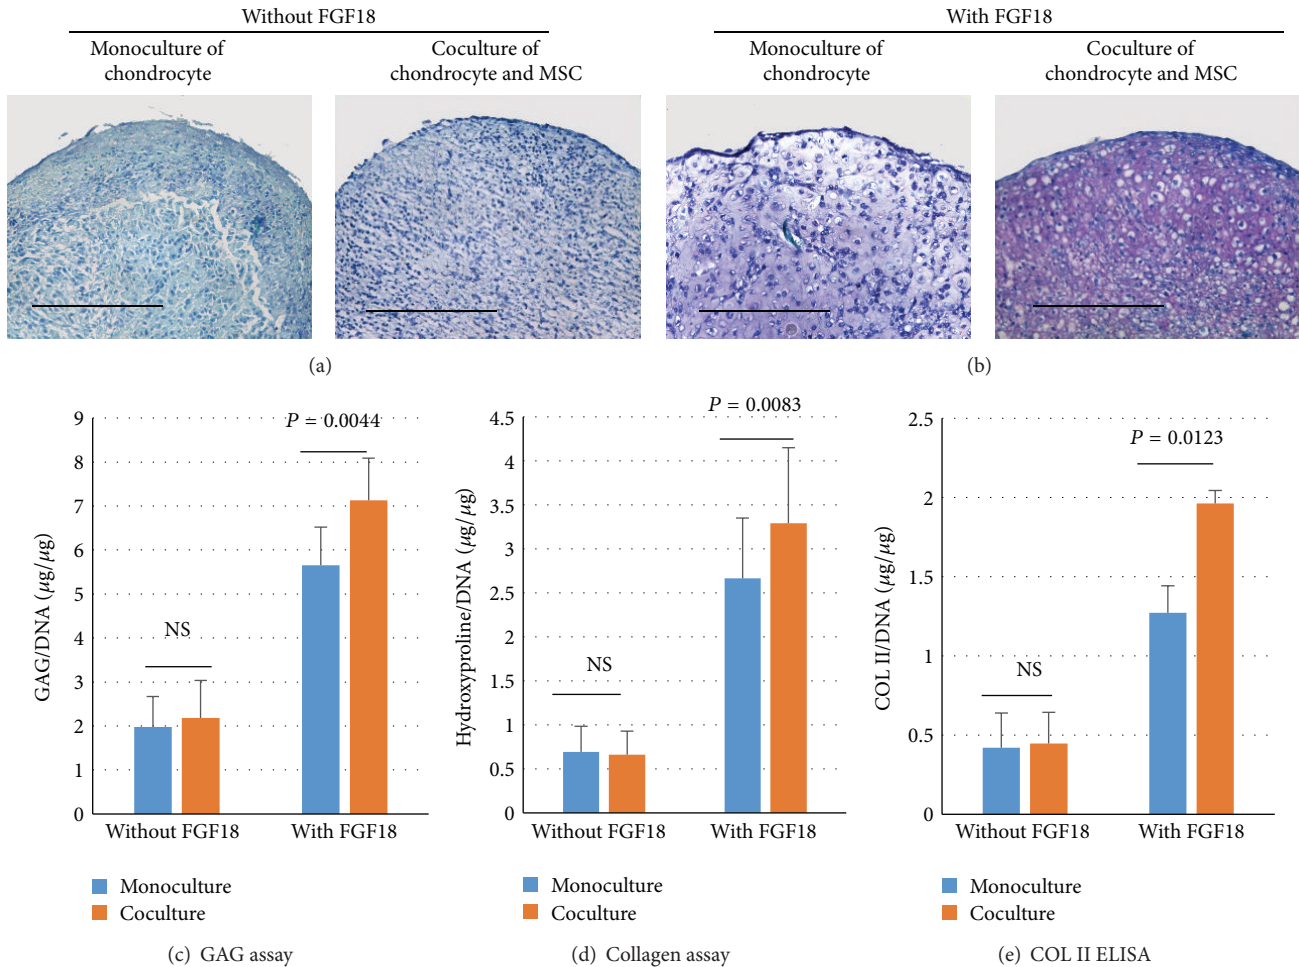 Without FGF18
With FGF18
Monoculture of
chondrocyte
Coculture of
chondrocyte and MSC
Monoculture of
chondrocyte
Coculture of
chondrocyte and MSC
(a)
(b)
GAG/DNA (μg/μg)
9
8
7
6
5
4
3
2
1
0
P = 0.0044
NS
Without FGF18
With FGF18
Monoculture
Coculture
(c) GAG assay
Hydroxyproline/DNA (μg/μg)
4.5
4
3.5
3
2.5
2
1.5
1
0.5
0
P = 0.0083
NS
Without FGF18
With FGF18
Monoculture
Coculture
(d) Collagen assay
COL II/DNA (μg/μg)
2.5
2
1.5
1
0.5
0
P = 0.0123
NS
Without FGF18
With FGF18
Monoculture
Coculture
(e) COL II ELISA